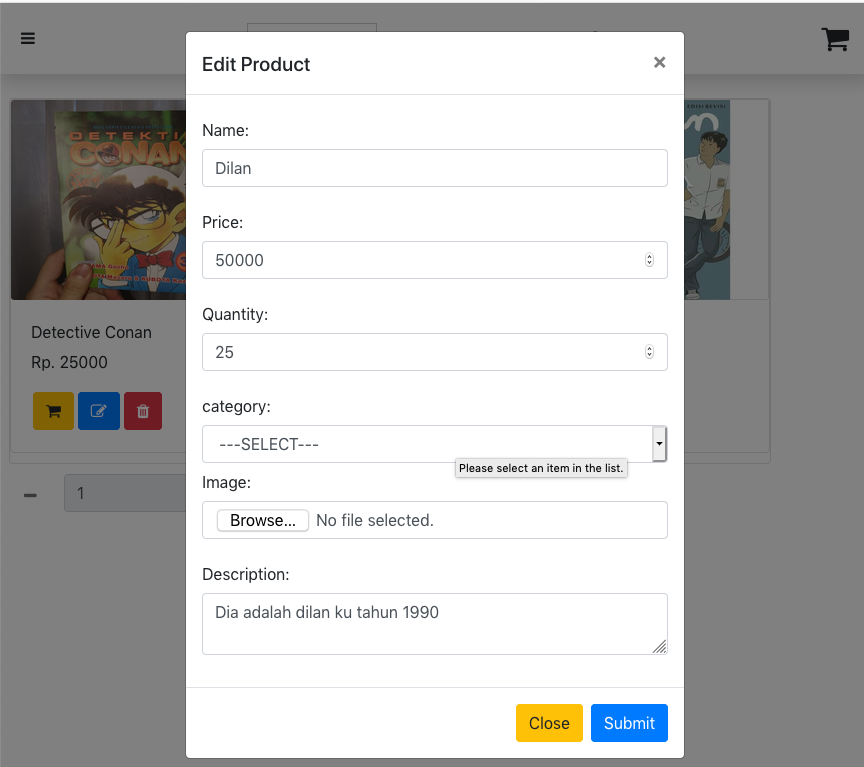 Edit Product
×
Name:
Dilan
Price:
50000
Quantity:
25
category:
---SELECT---
Please select an item in the list.
Image:
Browse... No file selected.
Description:
Dia adalah dilan ku tahun 1990
Close Submit
DETEKTI
CONAN
Detective Conan
Rp. 25000
1